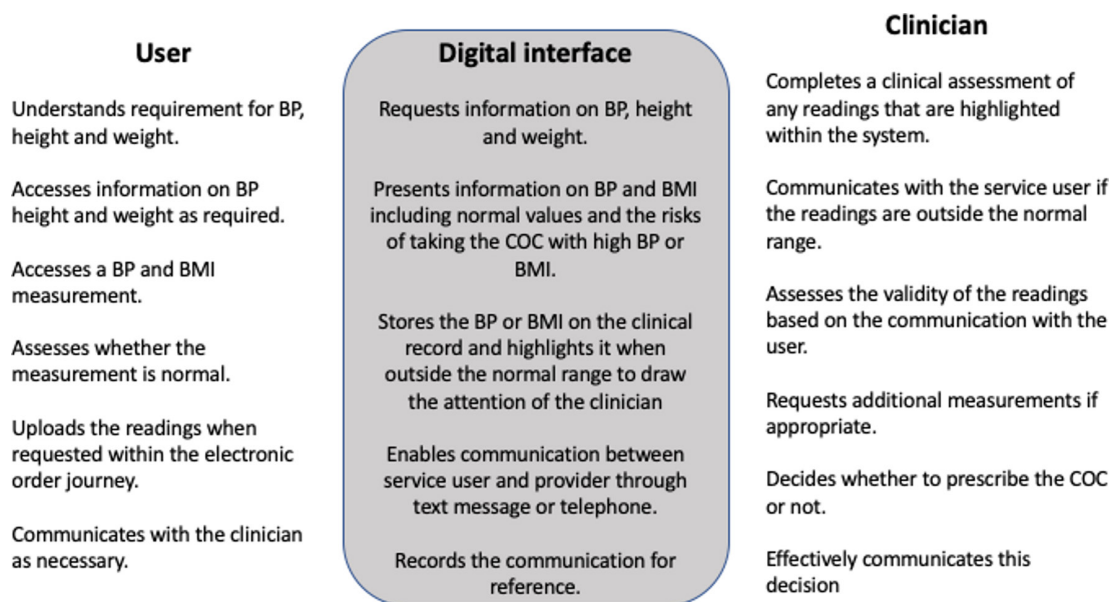 User
Understands requirement for BP,
height and weight.
Accesses information on BP
height and weight as required.
Accesses a BP and BMI
measurement.
Assesses whether the
measurement is normal.
Uploads the readings when
requested within the electronic
order journey.
Communicates with the clinician
as necessary.
Digital interface
Requests information on BP, height
and weight.
Presents information on BP and BMI
including normal values and the risks
of taking the COC with high BP or
BMI.
Stores the BP or BMI on the clinical
record and highlights it when
outside the normal range to draw
the attention of the clinician
Enables communication between
service user and provider through
text message or telephone.
Records the communication for
reference.
Clinician
Completes a clinical assessment of
any readings that are highlighted
within the system.
Communicates with the service user if
the readings are outside the normal
range.
Assesses the validity of the readings
based on the communication with the
user.
Requests additional measurements if
appropriate.
Decides whether to prescribe the COC
or not.
Effectively communicates this
decision